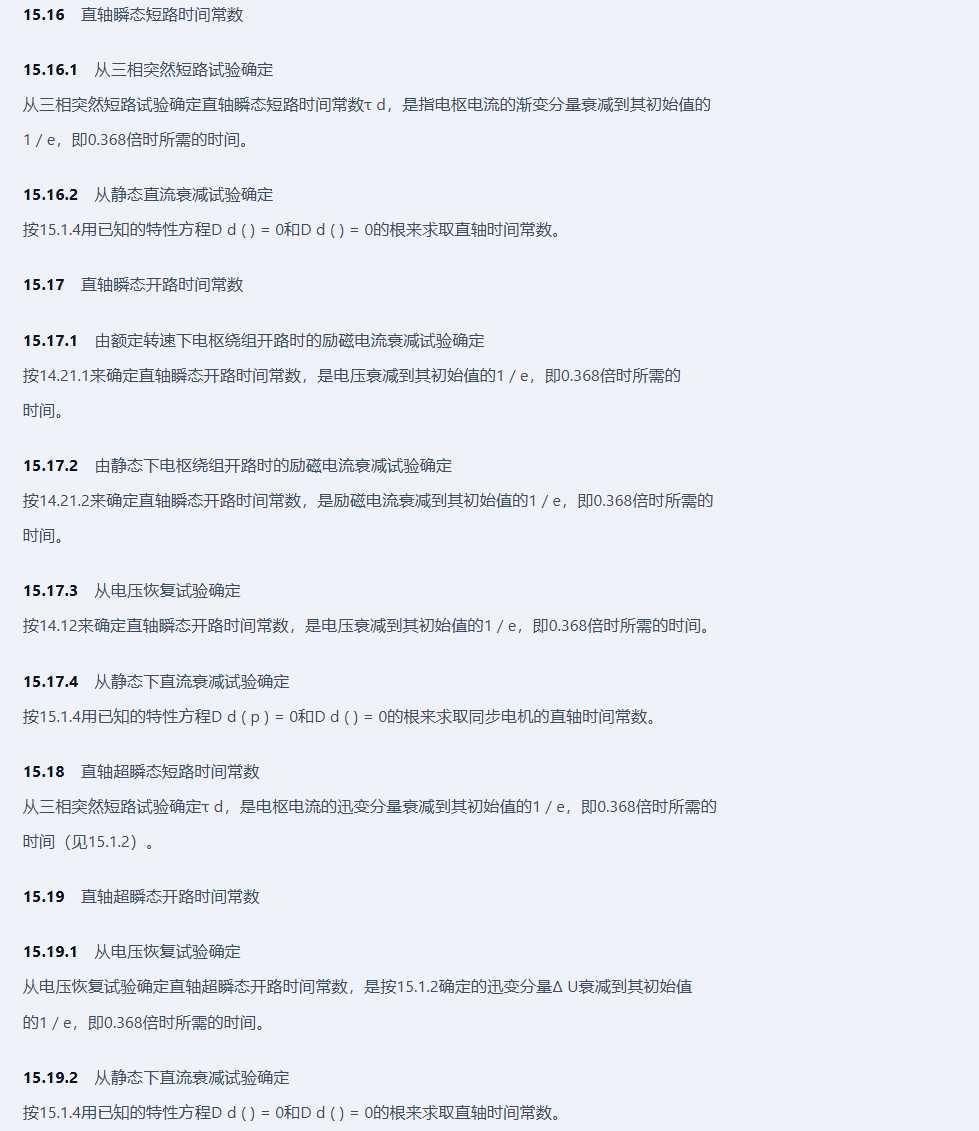 15.16 直轴瞬态短路时间常数
15.16.1 从三相突然短路试验确定
从三相突然短路试验确定直轴瞬态短路时间常数τ d，是指电枢电流的渐变分量衰减到其初始值的
1 / e，即0.368倍时所需的时间。
15.16.2 从静态直流衰减试验确定
按15.1.4用已知的特性方程D d ( ) = 0和D d ( ) = 0的根来求取直轴时间常数。
15.17 直轴瞬态开路时间常数
15.17.1 由额定转速下电枢绕组开路时的励磁电流衰减试验确定
按14.21.1来确定直轴瞬态开路时间常数，是电压衰减到其初始值的1 / e，即0.368倍时所需的
时间。
15.17.2 由静态下电枢绕组开路时的励磁电流衰减试验确定
按14.21.2来确定直轴瞬态开路时间常数，是励磁电流衰减到其初始值的1 / e，即0.368倍时所需的
时间。
15.17.3 从电压恢复试验确定
按14.12来确定直轴瞬态开路时间常数，是电压衰减到其初始值的1 / e，即0.368倍时所需的时间。
15.17.4 从静态下直流衰减试验确定
按15.1.4用已知的特性方程D d ( p ) = 0和D d ( ) = 0的根来求取同步电机的直轴时间常数。
15.18 直轴超瞬态短路时间常数
从三相突然短路试验确定τ d，是电枢电流的迅变分量衰减到其初始值的1 / e，即0.368倍时所需的
时间（见15.1.2）。
15.19 直轴超瞬态开路时间常数
15.19.1 从电压恢复试验确定
从电压恢复试验确定直轴超瞬态开路时间常数，是按15.1.2确定的迅变分量Δ U衰减到其初始值
的1 / e，即0.368倍时所需的时间。
15.19.2 从静态下直流衰减试验确定
按15.1.4用已知的特性方程D d ( ) = 0和D d ( ) = 0的根来求取直轴时间常数。